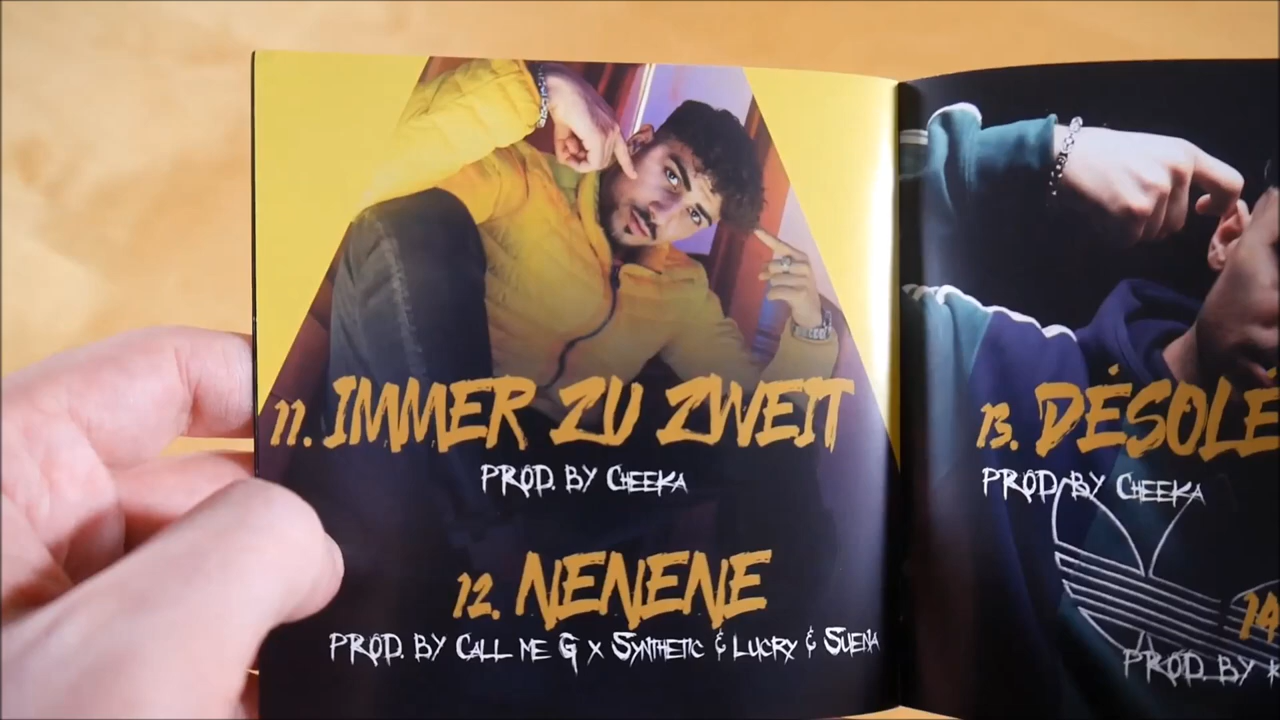 11. IMMER ZU ZWEIT
PROD. BY CHEEKA
12. NENENE
PROD. BY CALL ME G X SYNTHETIC & LUCRY & SUENA
13. DÉSOLÉ
PROD. BY CHEEKA
14
PROD. BY K